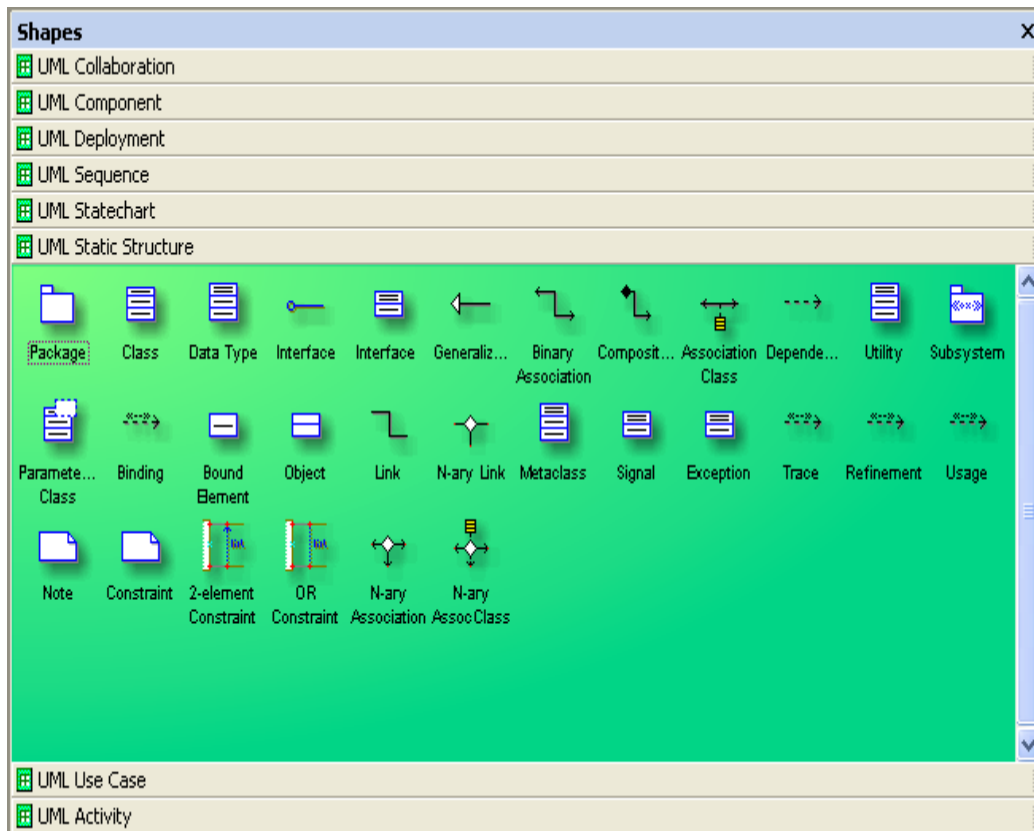 Shapes
UML Collaboration
UML Component
UML Deployment
UML Sequence
UML Statechart
UML Static Structure
Package Class Data Type Interface Interface Generaliz... Binary Association Composit... Association Class Depende... Utility Subsystem
Paramete... Class Binding Bound Element Object Link N-ary Link Metaclass Signal Exception Trace Refinement Usage
Note Constraint 2-element Constraint OR Constraint N-ary Association N-ary AssocClass
UML Use Case
UML Activity